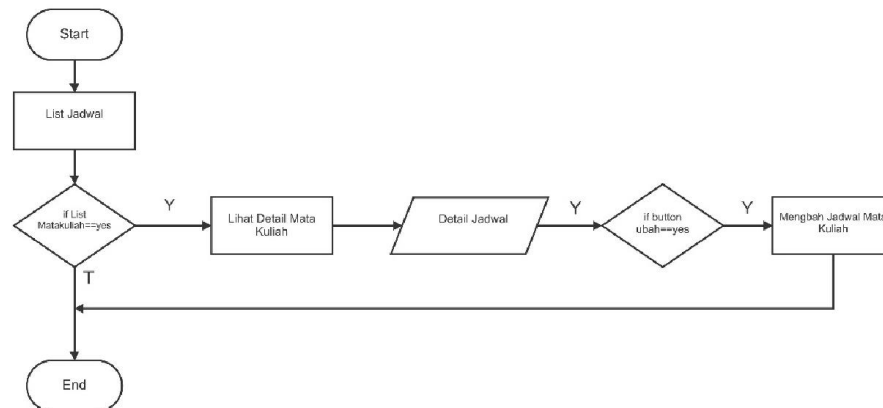 Start
List Jadwal
if List
Matakuliah==yes
Y
Lihat Detail Mata
Kuliah
Detail Jadwal
Y
if button
ubah==yes
Y
Mengbah Jadwal Mata
Kuliah
T
End